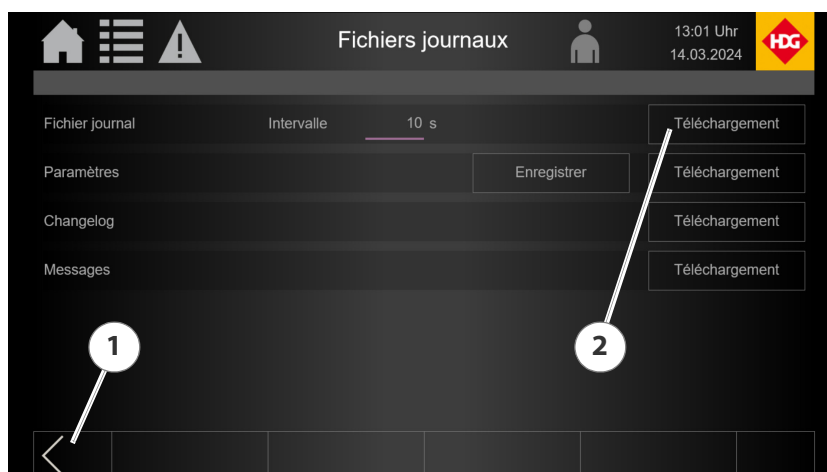 Fichiers journaux
13:01 Uhr
14.03.2024
HDG
Fichier journal Intervalle 10 s Téléchargement
Paramètres Enregistrer Téléchargement
Changelog Téléchargement
Messages Téléchargement
1 2